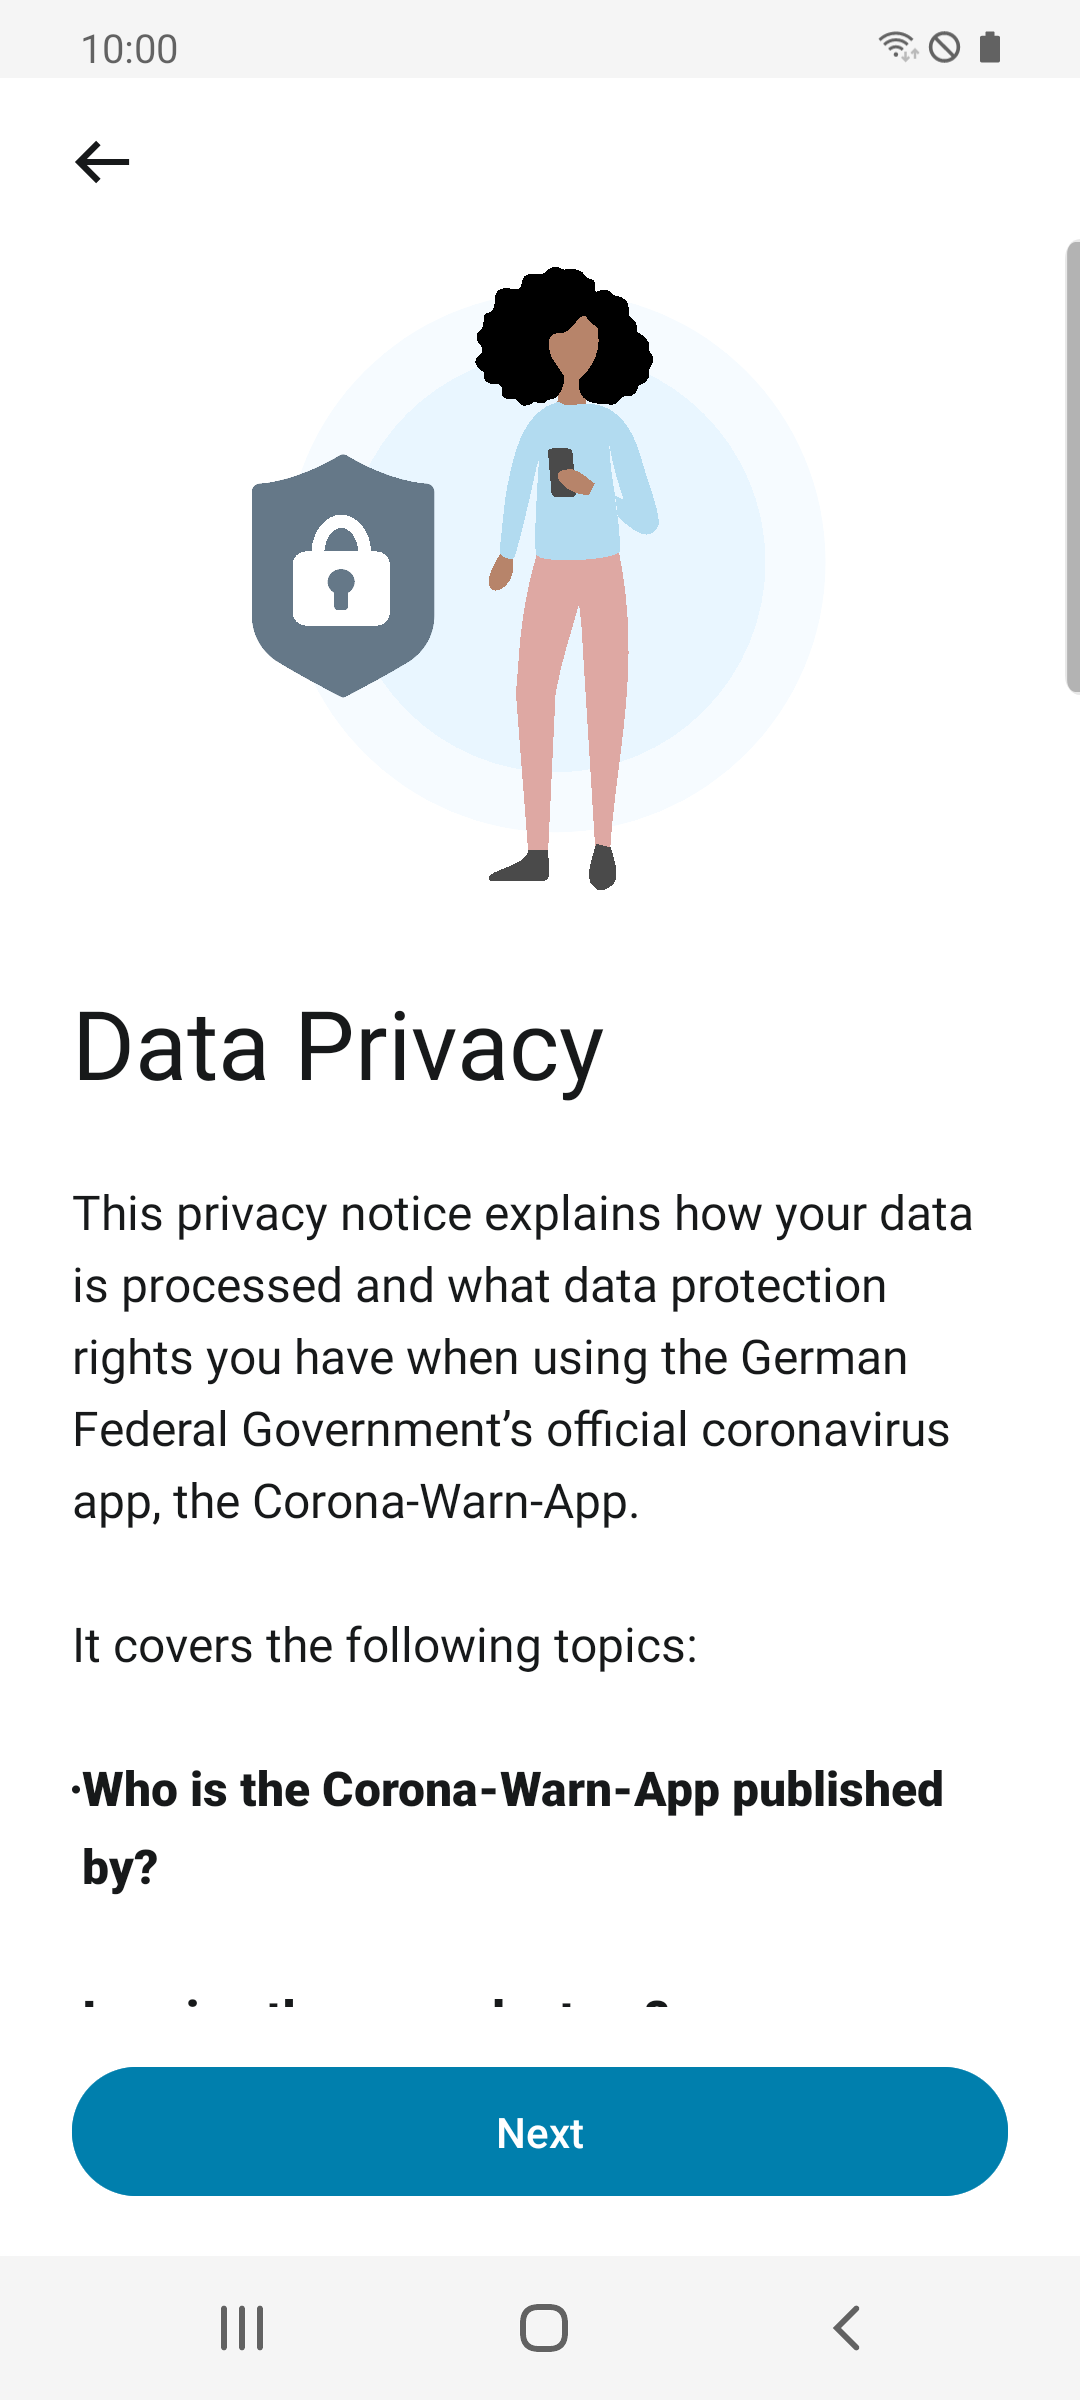 10:00
Data Privacy
This privacy notice explains how your data
is processed and what data protection
rights you have when using the German
Federal Government’s official coronavirus
app, the Corona-Warn-App.
It covers the following topics:
·Who is the Corona-Warn-App published
by?
Next